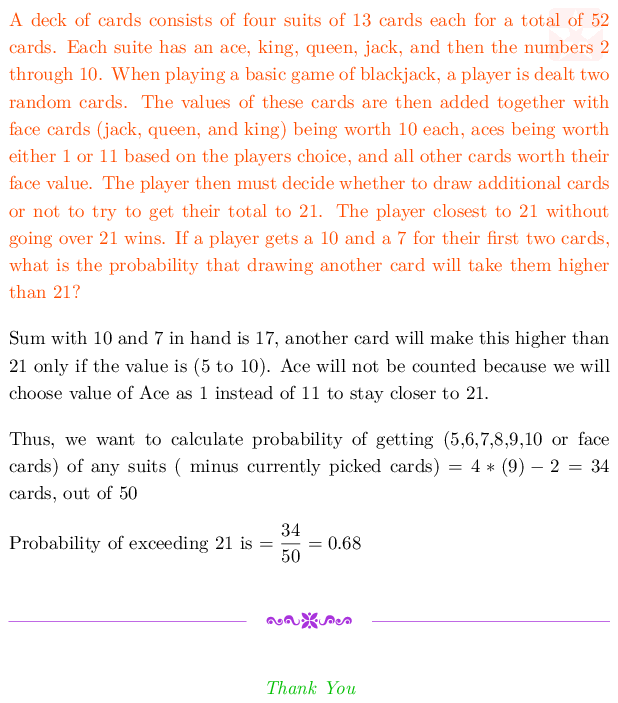 A deck of cards consists of four suits of 13 cards each for a total of 52
cards. Each suite has an ace, king, queen, jack, and then the numbers 2
through 10. When playing a basic game of blackjack, a player is dealt two
random cards. The values of these cards are then added together with
face cards (jack, queen, and king) being worth 10 each, aces being worth
either 1 or 11 based on the players choice, and all other cards worth their
face value. The player then must decide whether to draw additional cards
or not to try to get their total to 21. The player closest to 21 without
going over 21 wins. If a player gets a 10 and a 7 for their first two cards,
what is the probability that drawing another card will take them higher
than 21?
Sum with 10 and 7 in hand is 17, another card will make this higher than
21 only if the value is (5 to 10). Ace will not be counted because we will
choose value of Ace as 1 instead of 11 to stay closer to 21.
Thus, we want to calculate probability of getting (5,6,7,8,9,10 or face
cards) of any suits ( minus currently picked cards) = 4 ∗ (9) − 2 = 34
cards, out of 50
Probability of exceeding 21 is = 34/50 = 0.68
Thank You